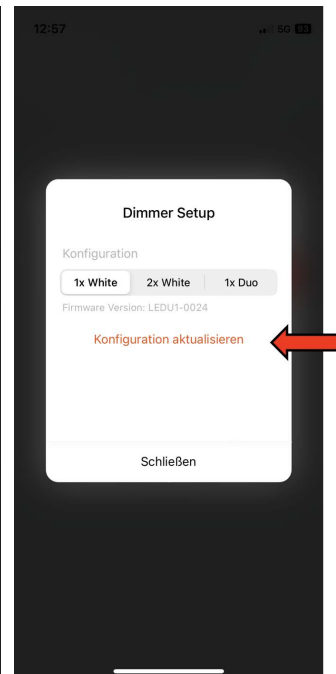 12:57
5G 93
Dimmer Setup
Konfiguration
1x White 2x White 1x Duo
Firmware Version: LEDU1-0024
Konfiguration aktualisieren
Schließen